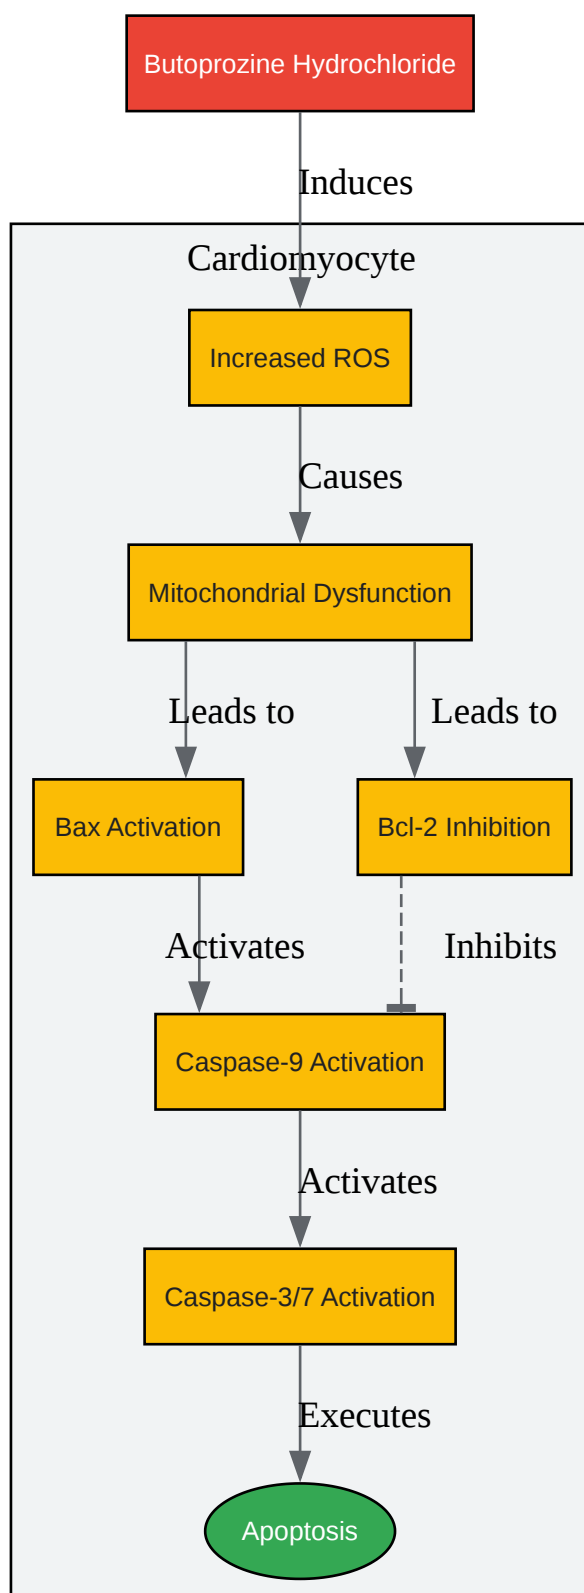 Butoprozine Hydrochloride
Induces
Cardiomyocyte
Increased ROS
Causes
Mitochondrial Dysfunction
Leads to
Leads to
Bax Activation
Bcl-2 Inhibition
Activates
Inhibits
Caspase-9 Activation
Activates
Caspase-3/7 Activation
Executes
Apoptosis